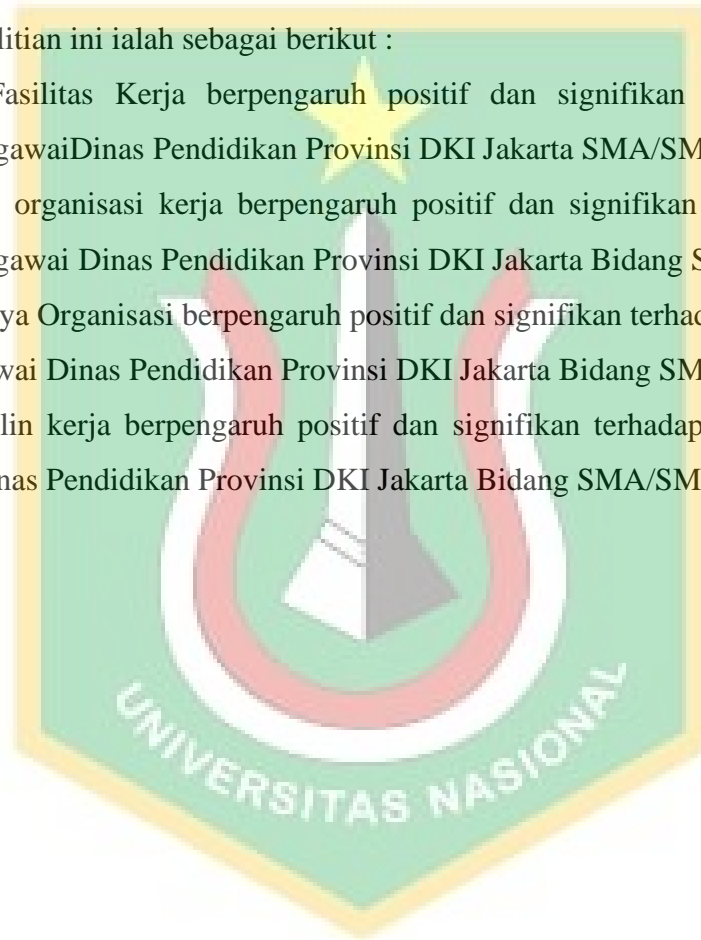 litian ini ialah sebagai berikut :
Fasilitas Kerja berpengaruh positif dan signifikan
gawaiDinas Pendidikan Provinsi DKI Jakarta SMA/SM
organisasi kerja berpengaruh positif dan signifikan
gawai Dinas Pendidikan Provinsi DKI Jakarta Bidang S
ya Organisasi berpengaruh positif dan signifikan terhad
wai Dinas Pendidikan Provinsi DKI Jakarta Bidang SM
lin kerja berpengaruh positif dan signifikan terhadap
nas Pendidikan Provinsi DKI Jakarta Bidang SMA/SM
UNIVERSITAS NASIONAL